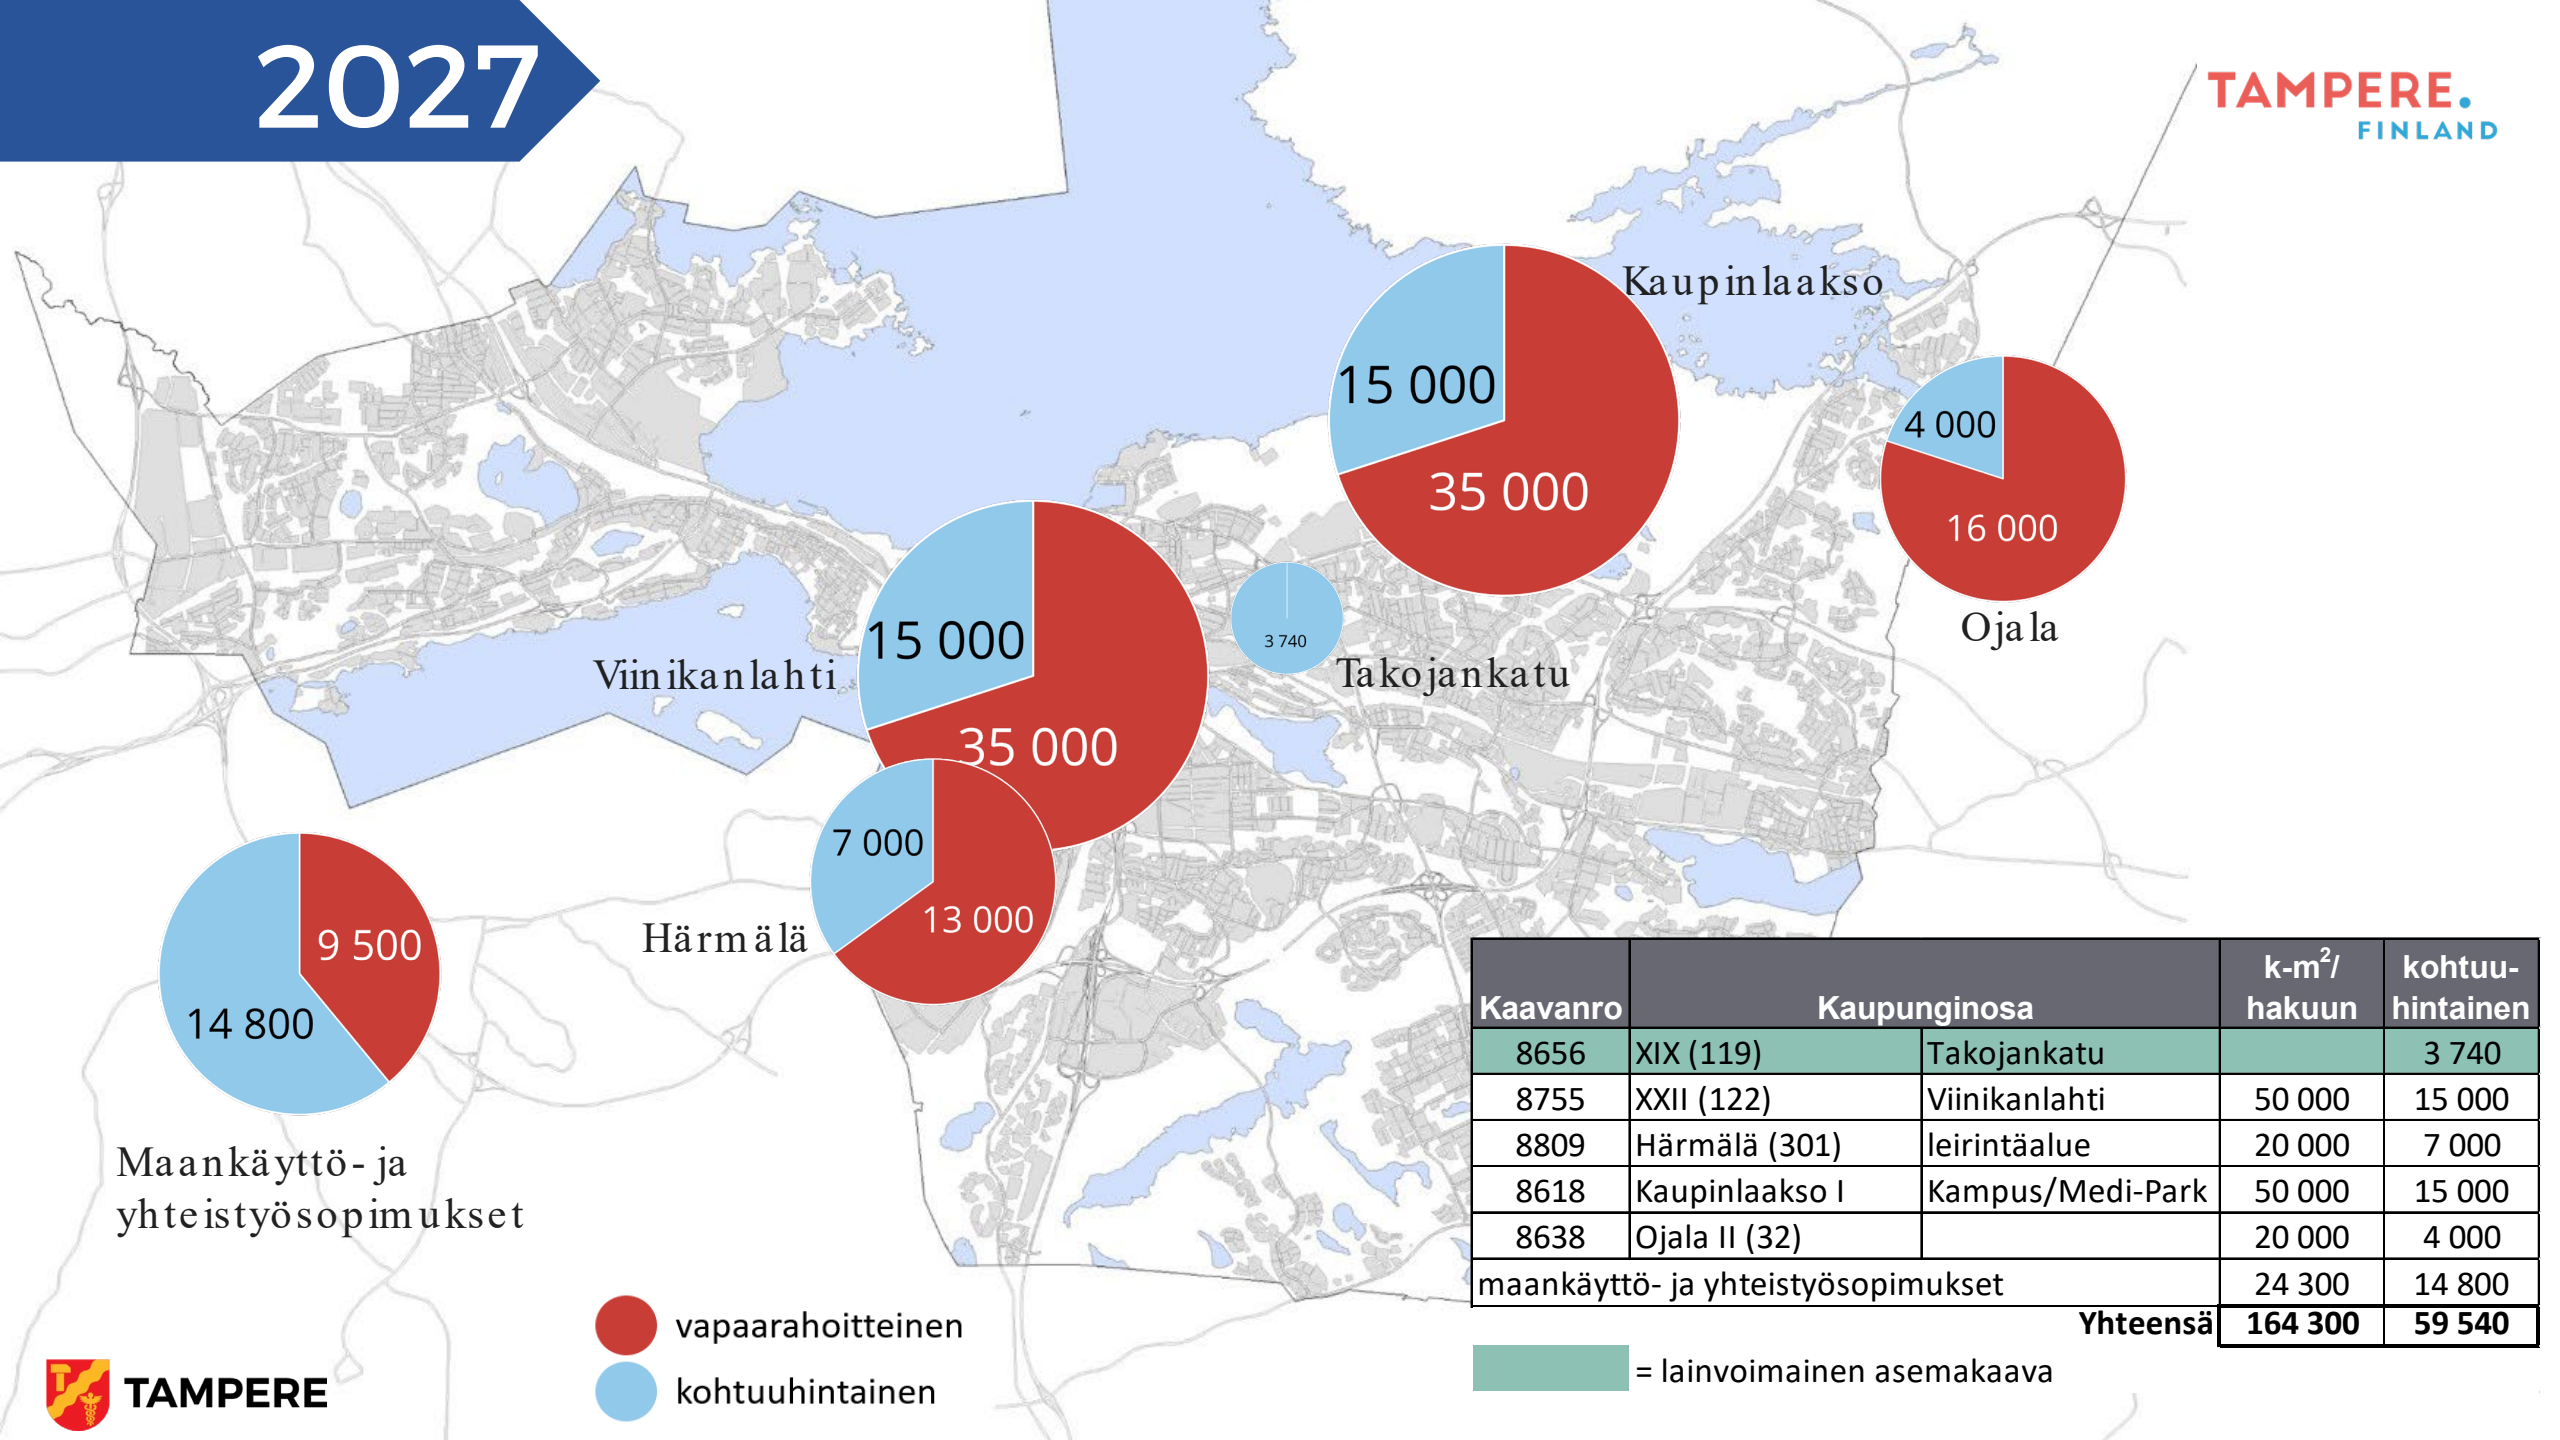 2027
TAMPERE.
FINLAND
Kaupinlaakso
15 000
35 000
4 000
16 000
Ojala
15 000
35 000
Viinikanlahti
3 740
Takojankatu
7 000
13 000
Härmälä
9 500
14 800
Maankäyttö- ja
yhteistyösopimukset
Kaavanro Kaupunginosa k-m²/ hakuun kohtuu- hintainen
8656 XIX (119) Takojankatu 3 740
8755 XXII (122) Viinikanlahti 50 000 15 000
8809 Härmälä (301) leirintäalue 20 000 7 000
8618 Kaupinlaakso I Kampus/Medi-Park 50 000 15 000
8638 Ojala II (32) 20 000 4 000
maankäyttö- ja yhteistyösopimukset 24 300 14 800
Yhteensä 164 300 59 540
= lainvoimainen asemakaava
vapaarahoitteinen
kohtuuhintainen
TAMPERE